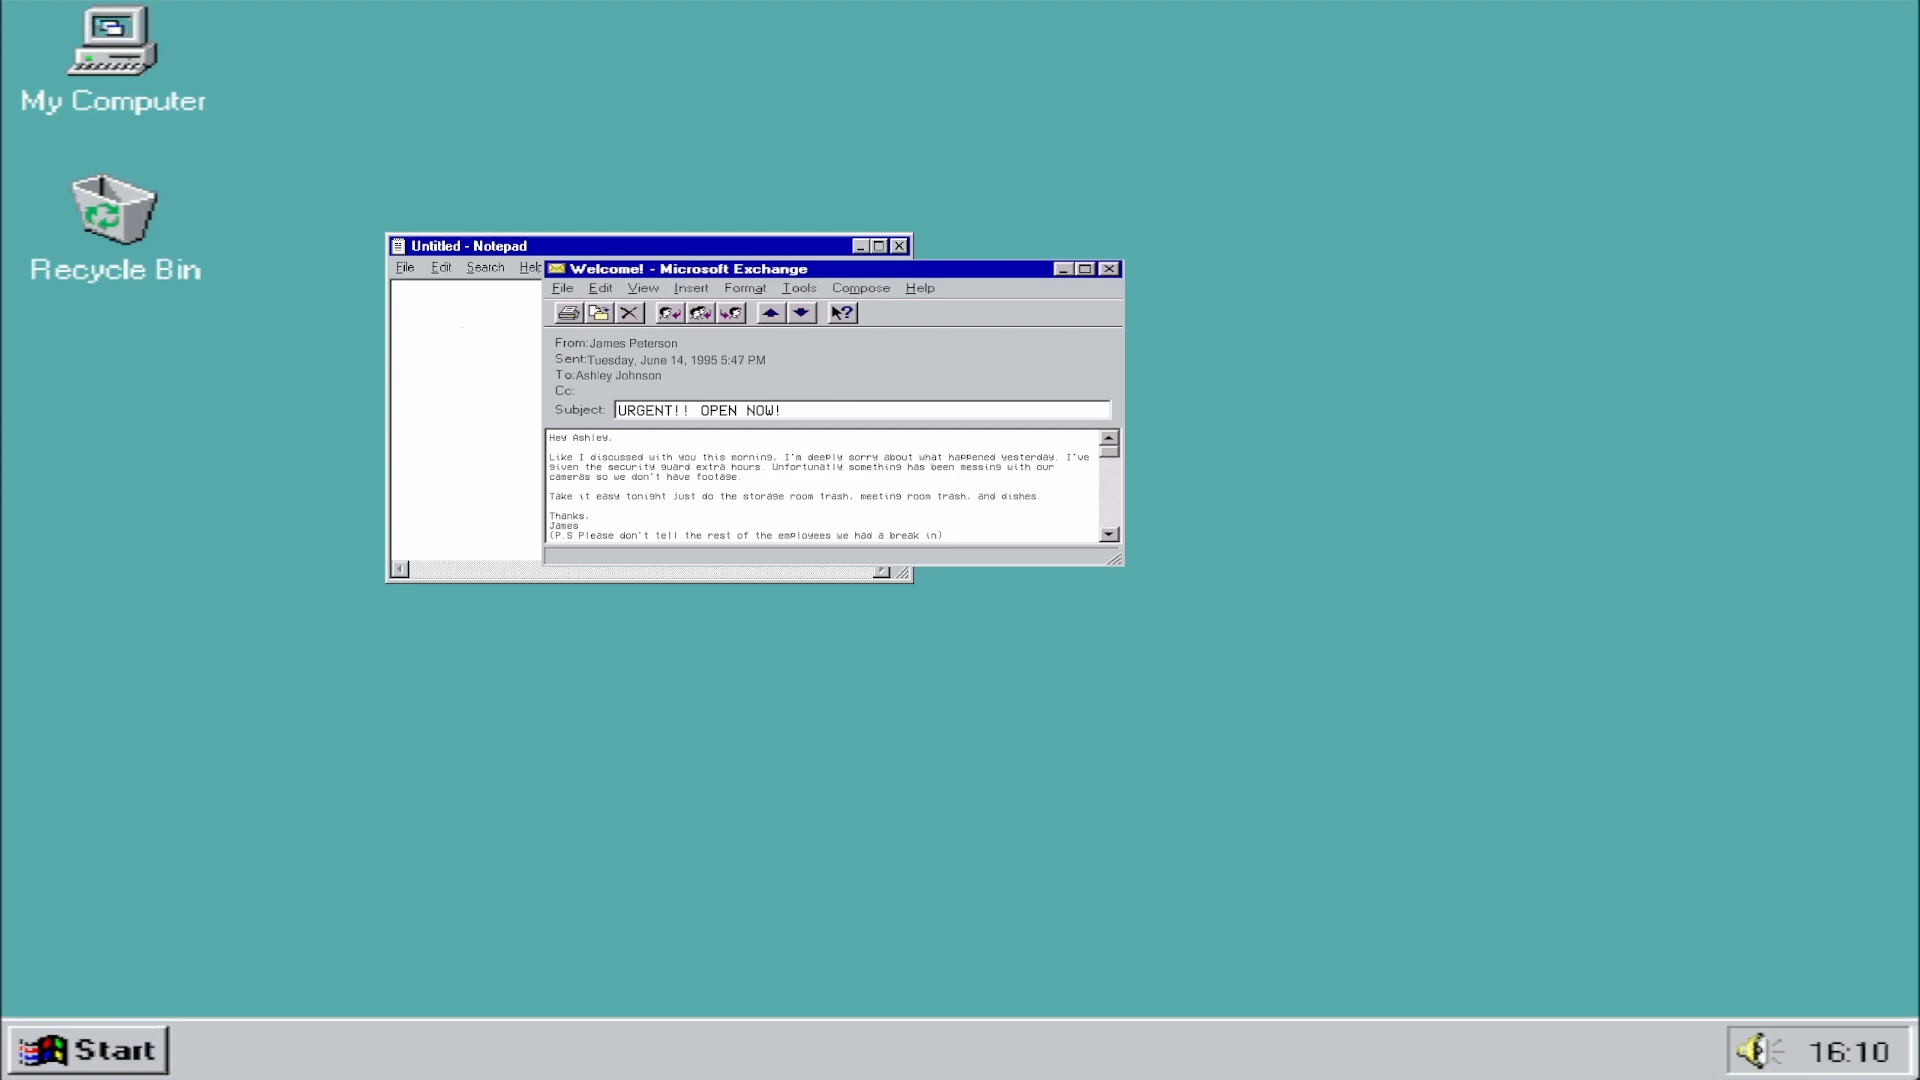 My Computer
Recycle Bin
Untitled - Notepad
File Edit Search Help
Welcome! - Microsoft Exchange
File Edit View Insert Format Tools Compose Help
From: James Peterson
Sent: Tuesday, June 14, 1995 5:47 PM
To: Ashley Johnson
Cc:
Subject: URGENT!! OPEN NOW!
Hey Ashley,
Like I discussed with you this morning, I'm deeply sorry about what happened yesterday. I've
given the security guard extra hours. Unfortunatly something has been messing with our
cameras so we don't have footage.
Take it easy tonight just do the storage room trash, meeting room trash, and dishes.
Thanks,
James
(P.S Please don't tell the rest of the employees we had a break in)
Start
16:10